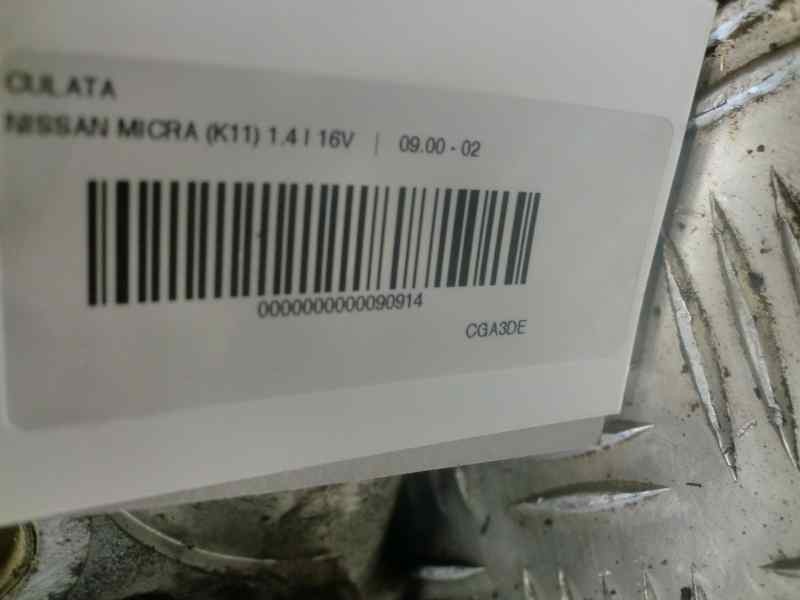 CULATA
NISSAN MICRA (K11) 1.4 I 16V | 09.00 - 02
0000000000090914
CGA3DE